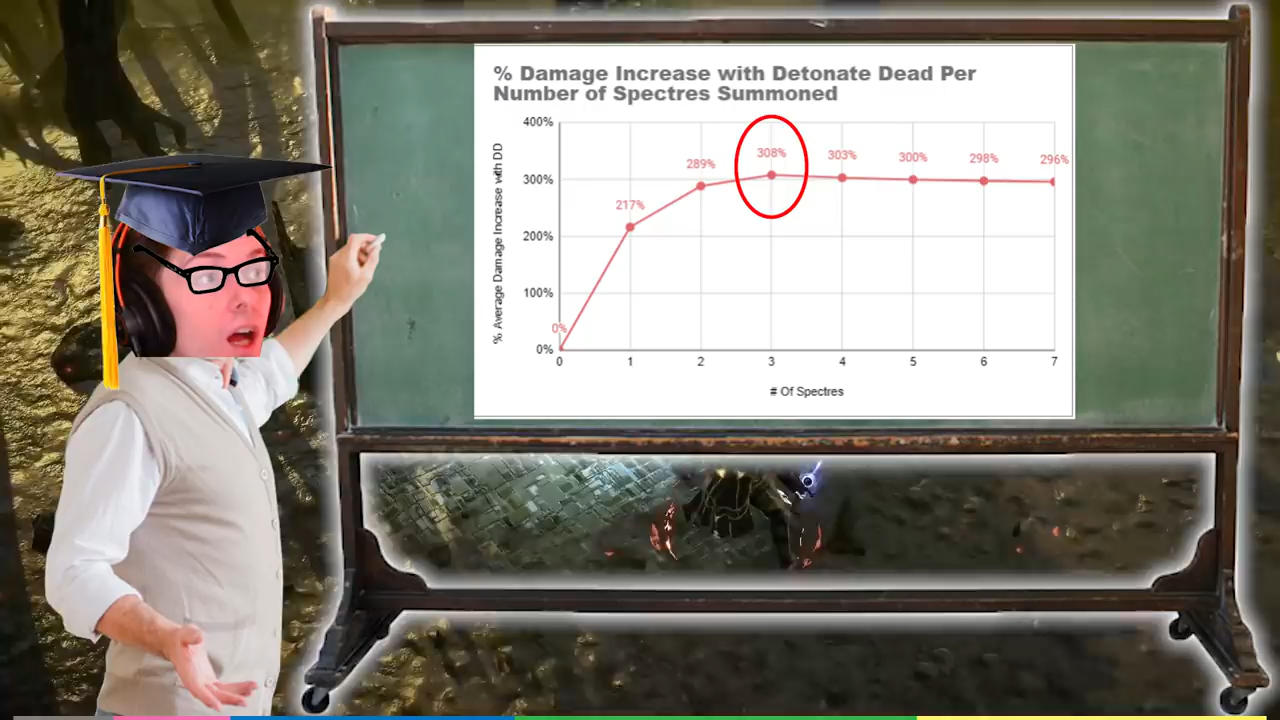 % Damage Increase with Detonate Dead Per
Number of Spectres Summoned
% Average Damage Increase with DD
400%
300%
200%
100%
0%
0%
217%
289%
308%
303%
300%
298%
296%
0 1 2 3 4 5 6 7
# Of Spectres